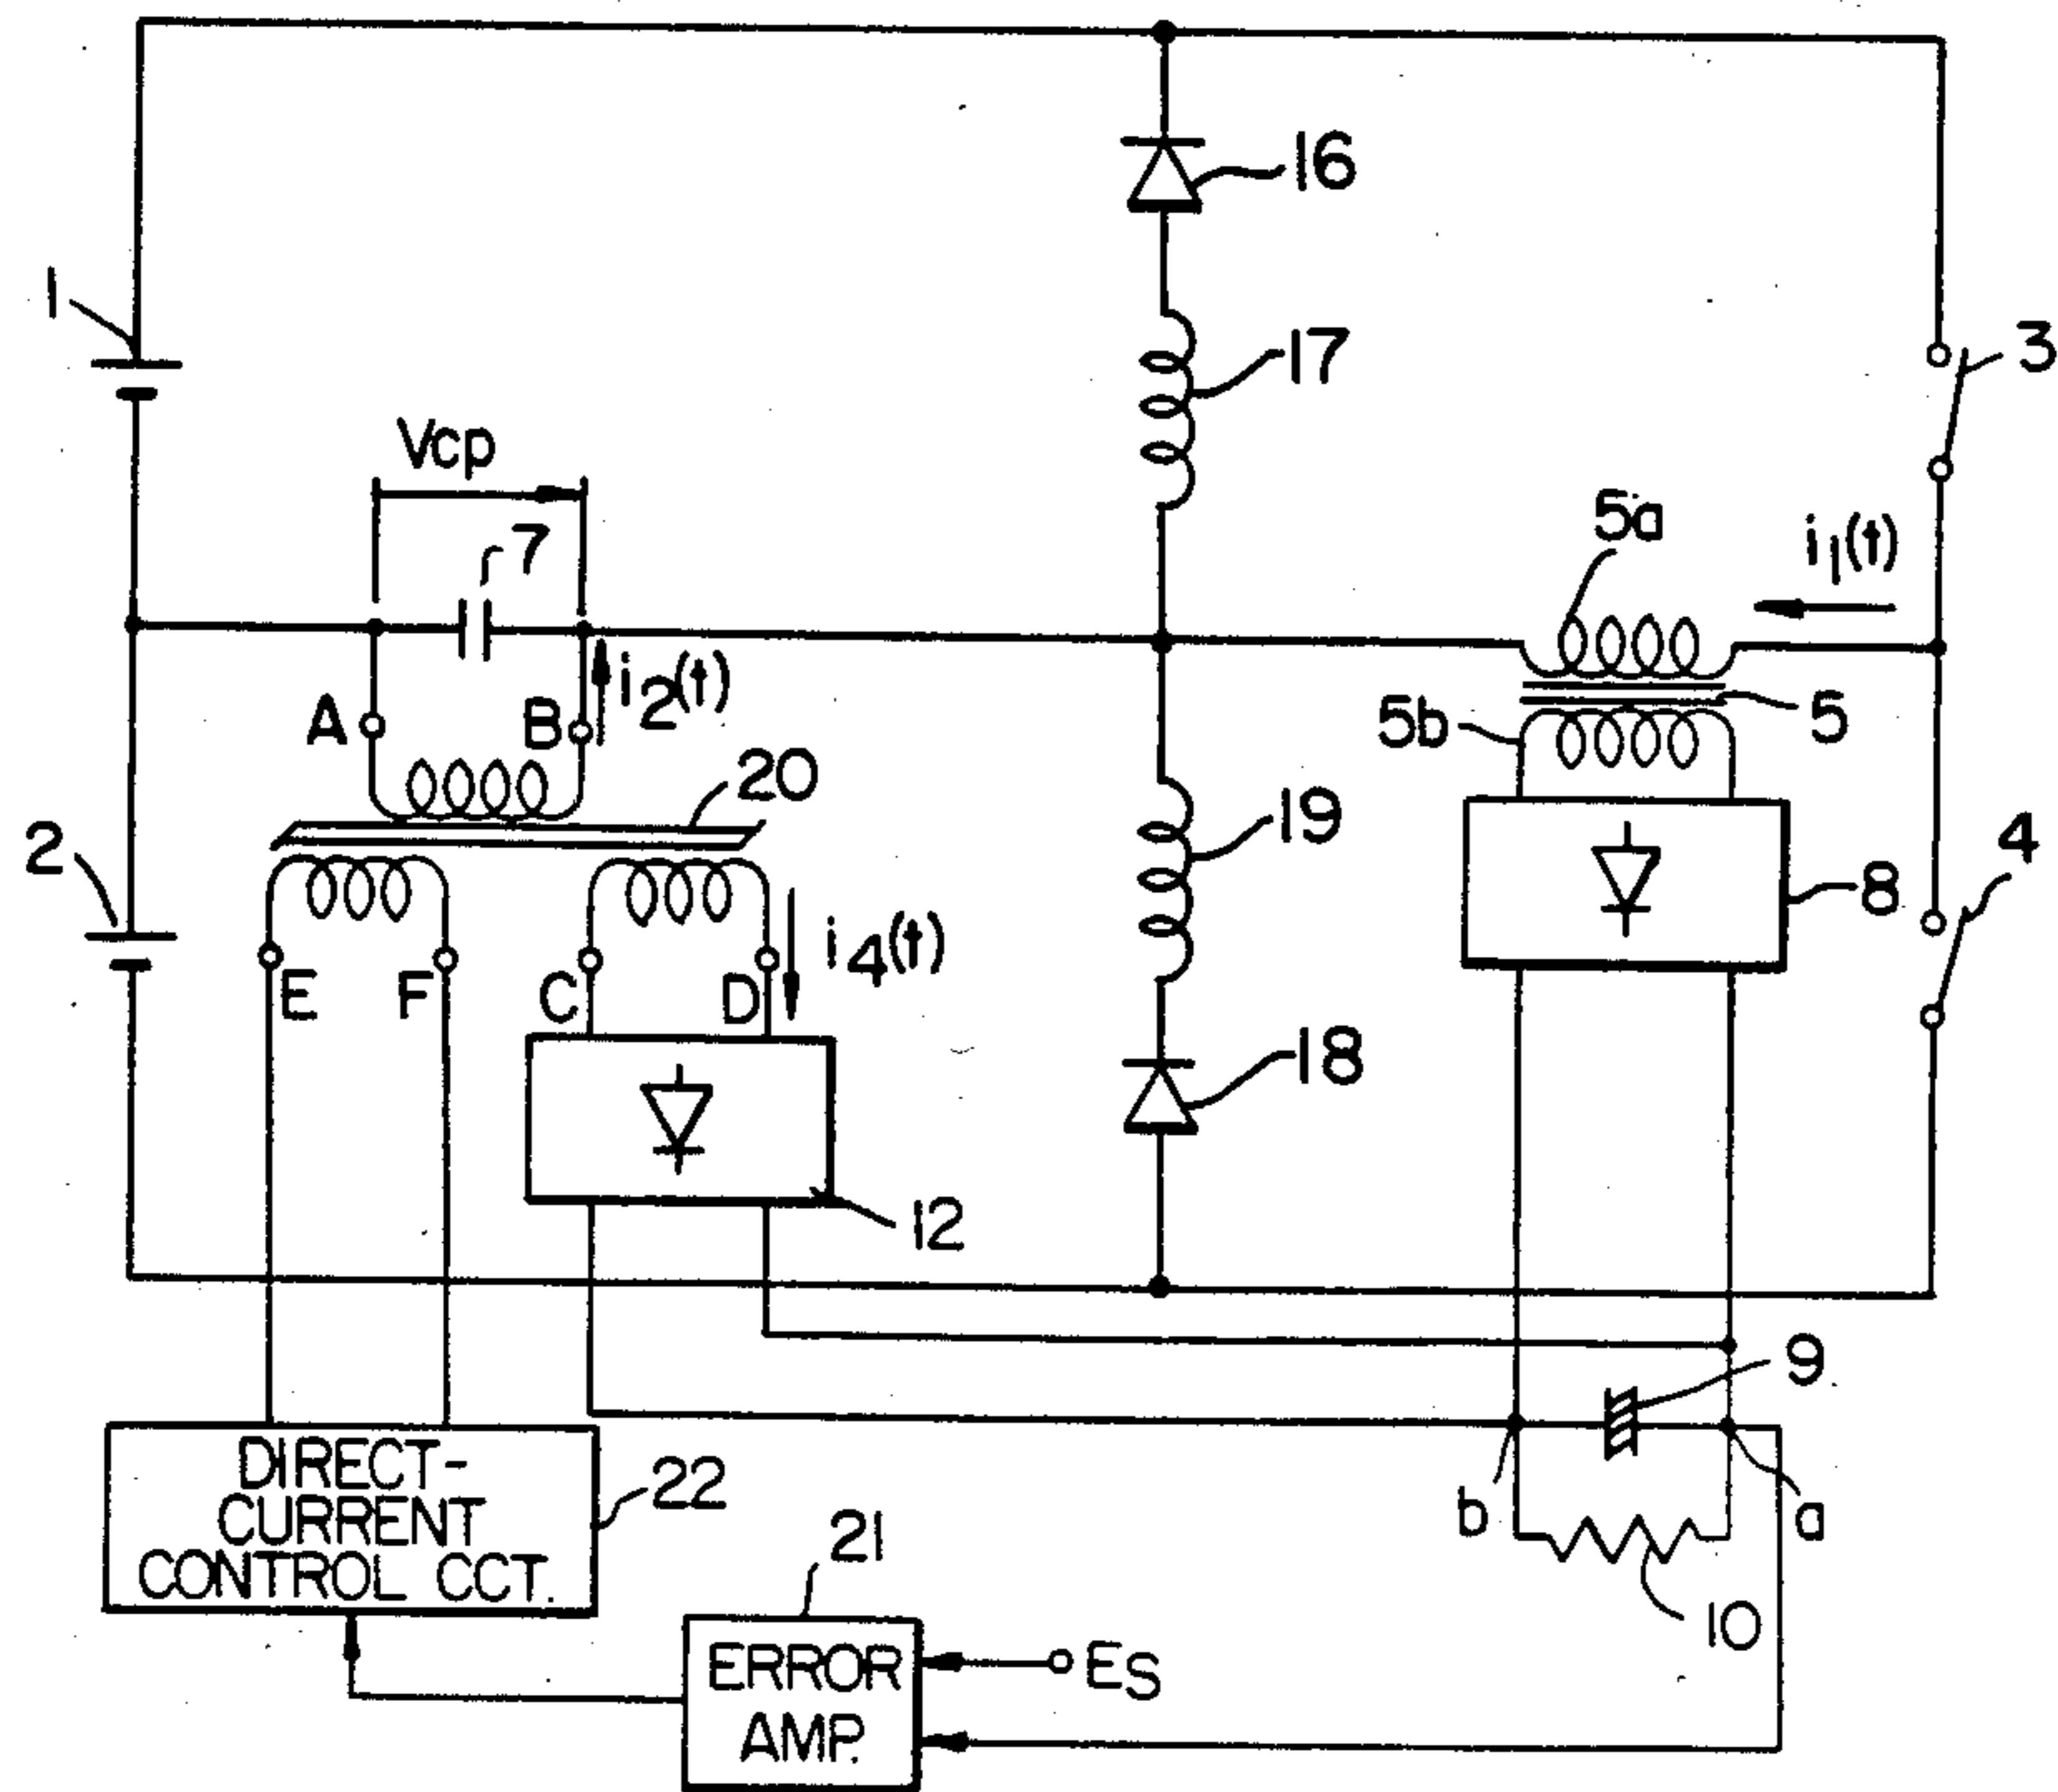 16
1
17
3
Vcp
7
5a
i1(t)
i2(t)
A
B
20
5b
5
19
2
4
8
i4(t)
E
F
C
D
18
12
9
DIRECT-
CURRENT
CONTROL CCT.
22
b
a
21
10
ERROR
AMP.
ES